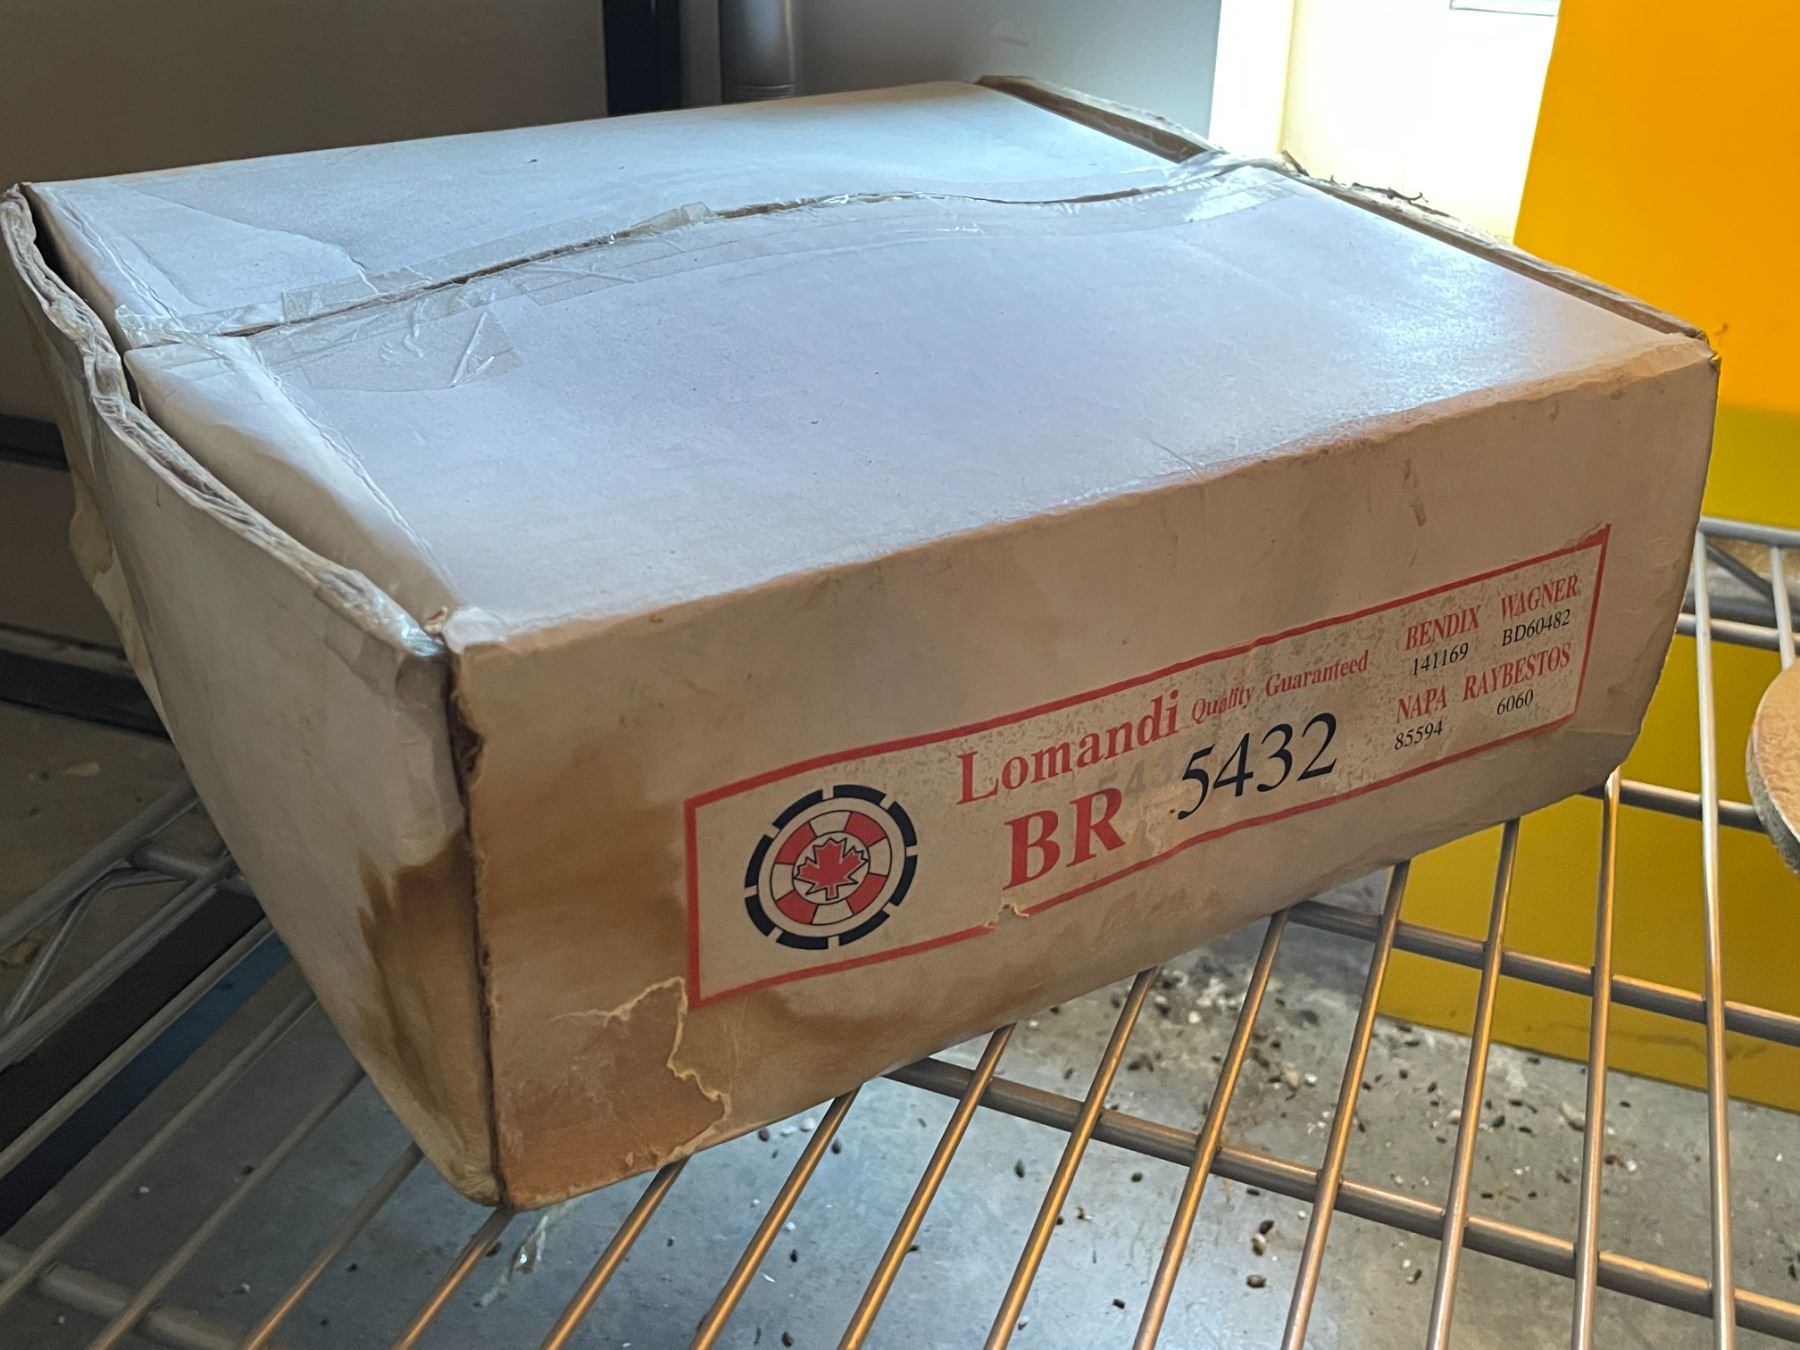 Lomandi Quality Guaranteed
BR 5432
BENDIX WAGNER
141169 BD60482
NAPA RAYBESTOS
85594 6060